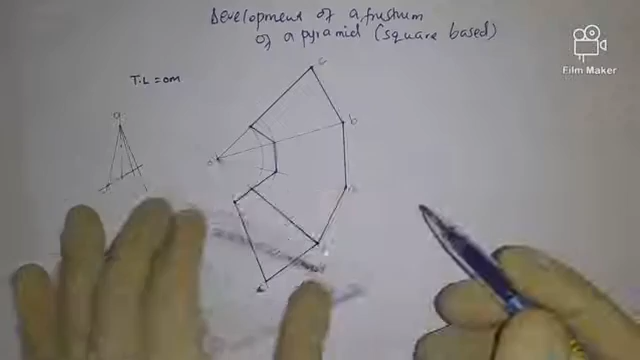 Development of a frustum
of a pyramid (square based)
T.L = om
a
b
o
Film Maker